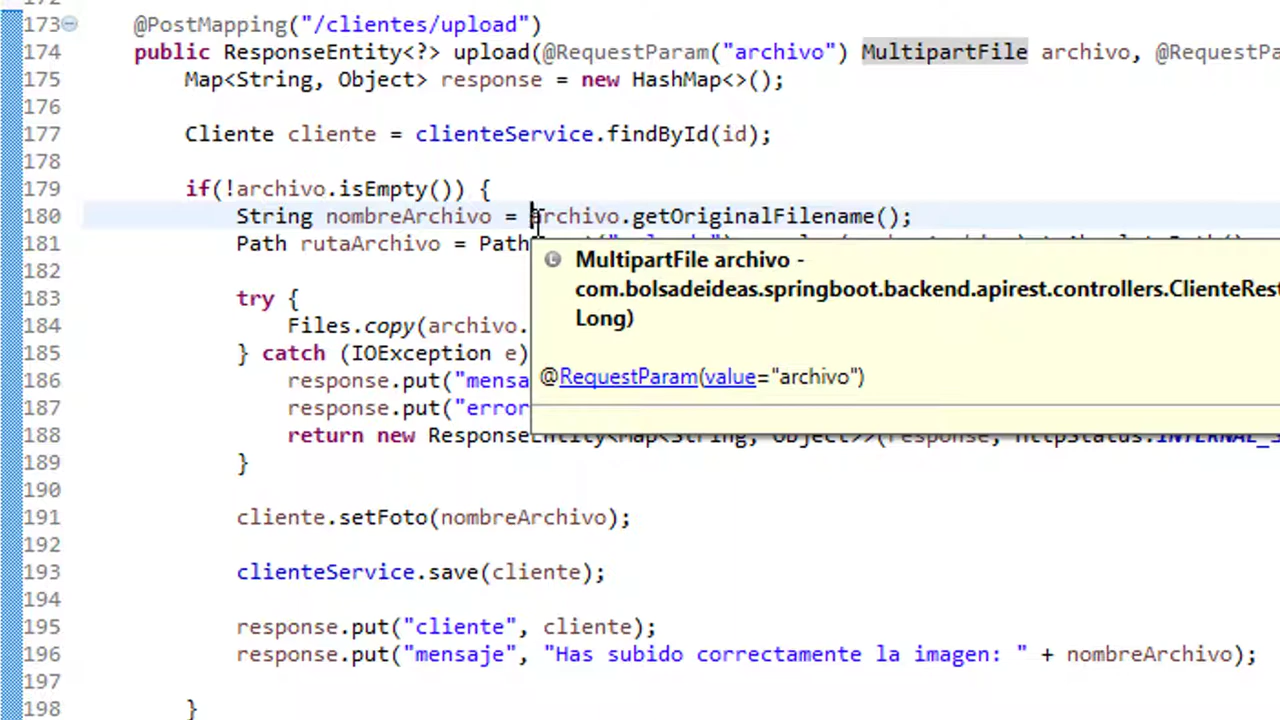 173 @PostMapping("/clientes/upload")
174 public ResponseEntity<?> upload(@RequestParam("archivo") MultipartFile archivo, @RequestPa
175 Map<String, Object> response = new HashMap<>();
176
177 Cliente cliente = clienteService.findById(id);
178
179 if(!archivo.isEmpty()) {
180 String nombreArchivo = archivo.getOriginalFilename();
181 Path rutaArchivo = Path
MultipartFile archivo -
com.bolsadeideas.springboot.backend.apirest.controllers.ClienteRest
Long)
@RequestParam(value="archivo")
182
183 try {
184 Files.copy(archivo.
185 } catch (IOException e)
186 response.put("mensa
187 response.put("error
188 return new ResponseEntity<Map<String, Object>>(response, HttpStatus.INTERNAL_S
189 }
190
191 cliente.setFoto(nombreArchivo);
192
193 clienteService.save(cliente);
194
195 response.put("cliente", cliente);
196 response.put("mensaje", "Has subido correctamente la imagen: " + nombreArchivo);
197
198 }